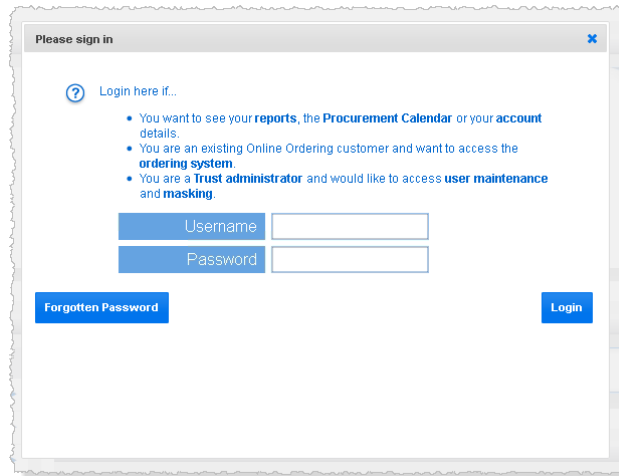 Please sign in
Login here if...
You want to see your reports, the Procurement Calendar or your account
details.
You are an existing Online Ordering customer and want to access the
ordering system.
You are a Trust administrator and would like to access user maintenance
and masking.
Username
Password
Forgotten Password
Login